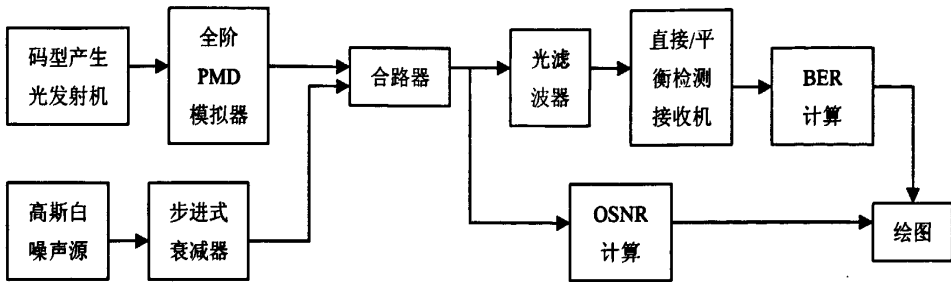 码型产生
光发射机
全阶
PMD
模拟器
合路器
光滤
波器
直接/平
衡检测
接收机
BER
计算
高斯白
噪声源
步进式
衰减器
OSNR
计算
绘图